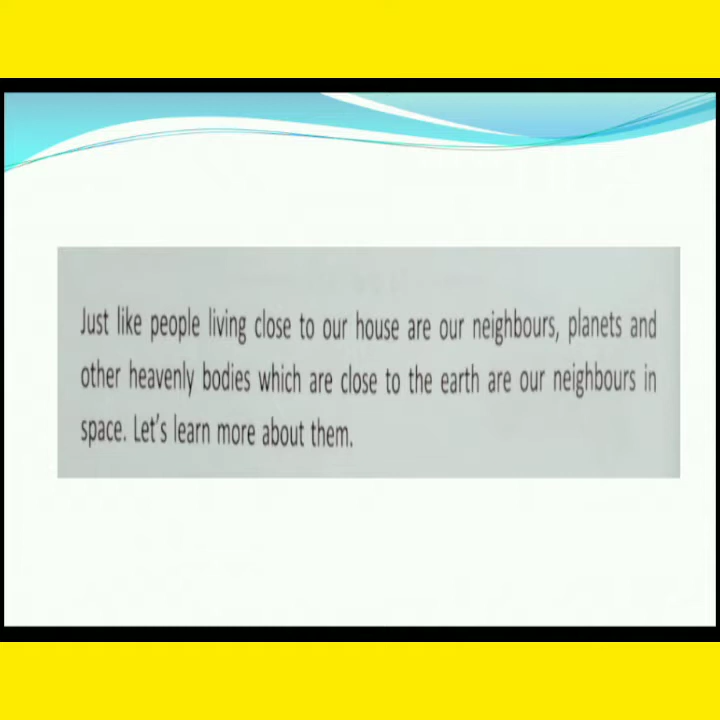 Just like people living close to our house are our neighbours, planets and
other heavenly bodies which are close to the earth are our neighbours in
space. Let's learn more about them.